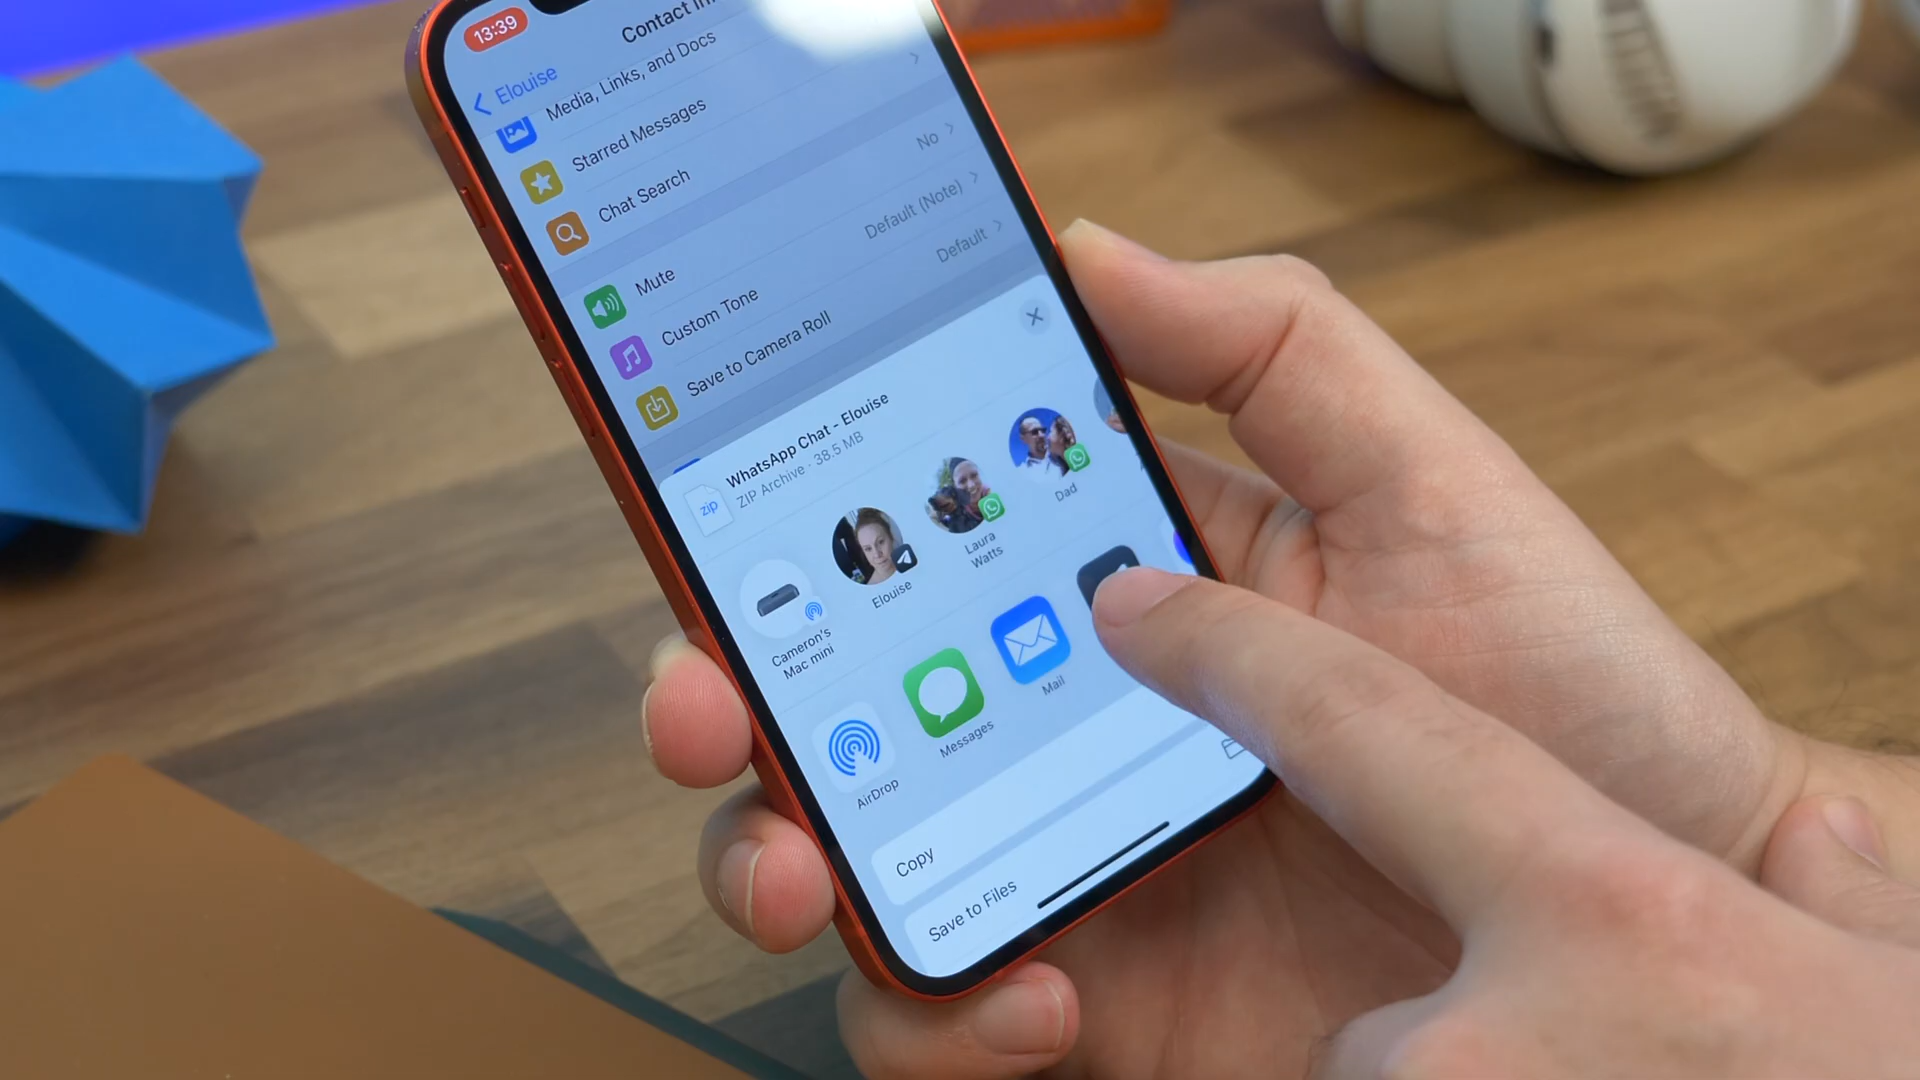 13:39
Contact In
Elouise
Media, Links, and Docs
Starred Messages
Chat Search
Mute
No
Custom Tone
Default (Note)
Save to Camera Roll
Default
WhatsApp Chat - Elouise
ZIP Archive · 38.5 MB
zip
Cameron's
Mac mini
Elouise
Laura
Watts
Dad
AirDrop
Messages
Mail
Copy
Save to Files